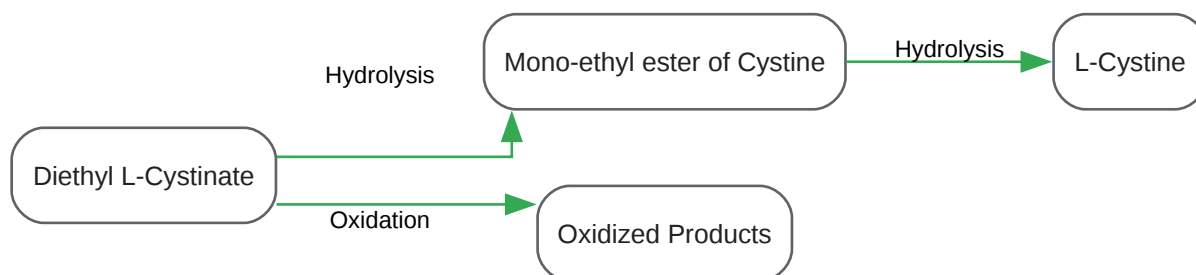 Hydrolysis
Mono-ethyl ester of Cystine
Hydrolysis
L-Cystine
Diethyl L-Cystinate
Oxidation
Oxidized Products